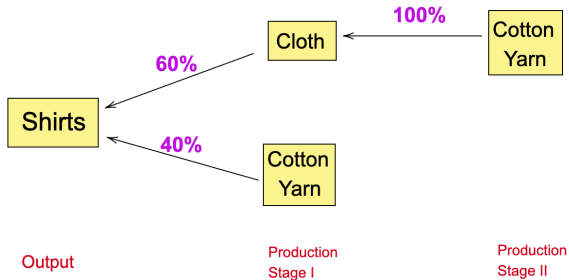 100%
Cloth
Cotton
Yarn
60%
Shirts
40%
Cotton
Yarn
Output
Production
Stage I
Production
Stage II